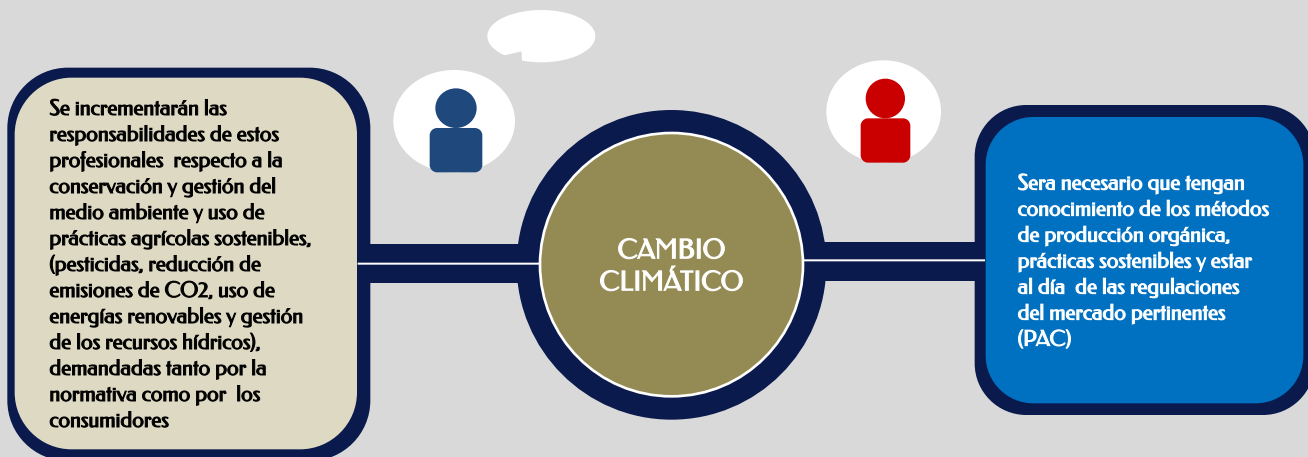 Se incrementarán las
responsabilidades de estos
profesionales respecto a la
conservación y gestión del
medio ambiente y uso de
prácticas agrícolas sostenibles,
(pesticidas, reducción de
emisiones de CO2, uso de
energías renovables y gestión
de los recursos hídricos),
demandadas tanto por la
normativa como por los
consumidores
CAMBIO
CLIMÁTICO
Sera necesario que tengan
conocimiento de los métodos
de producción orgánica,
prácticas sostenibles y estar
al día de las regulaciones
del mercado pertinentes
(PAC)